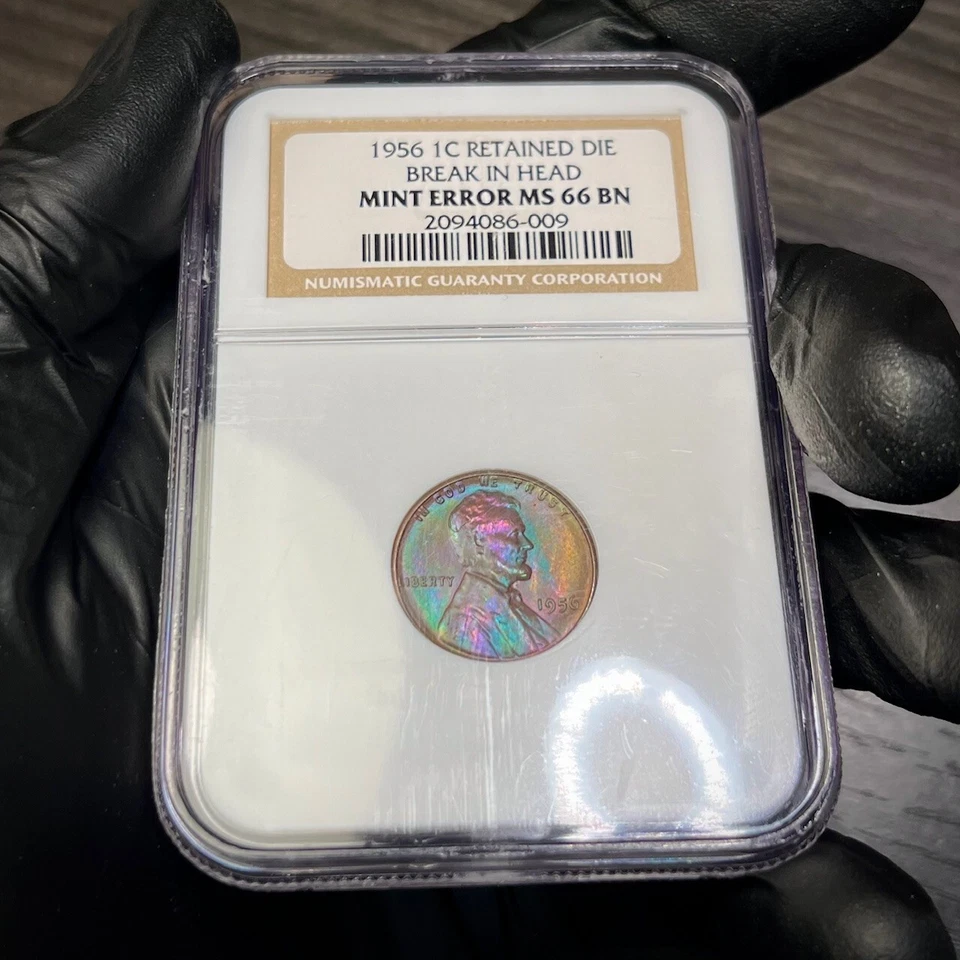 1956 1C RETAINED DIE
BREAK IN HEAD
MINT ERROR MS 66 BN
2094086-009
NUMISMATIC GUARANTY CORPORATION
IN GOD WE TRUST
LIBERTY
1956